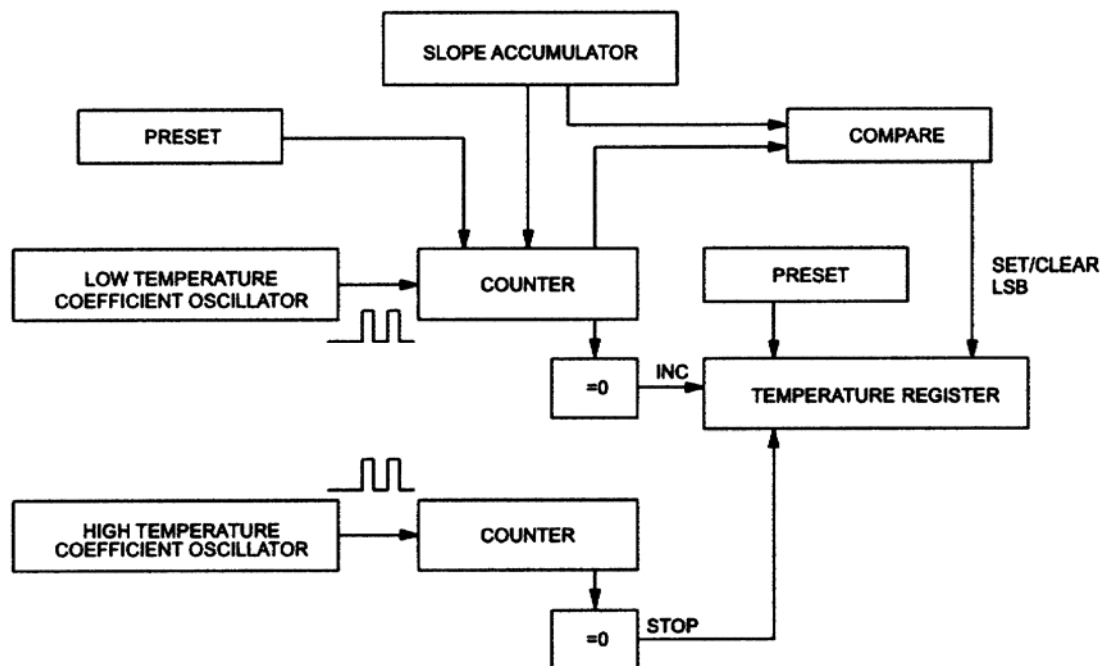 SLOPE ACCUMULATOR
PRESET
COMPARE
LOW TEMPERATURE
COEFFICIENT OSCILLATOR
COUNTER
PRESET
SET/CLEAR
LSB
=0
INC
TEMPERATURE REGISTER
HIGH TEMPERATURE
COEFFICIENT OSCILLATOR
COUNTER
=0
STOP